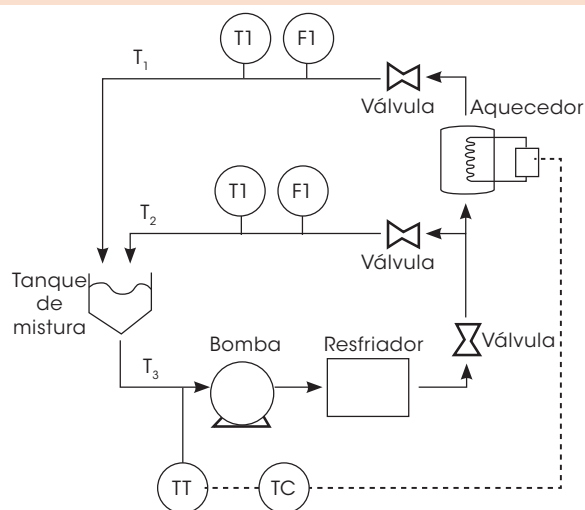 T1 F1
T₁
Válvula
Aquecedor
T1 F1
T₂
Válvula
Tanque
de
mistura
Bomba
Resfriador
Válvula
T₃
TT
TC